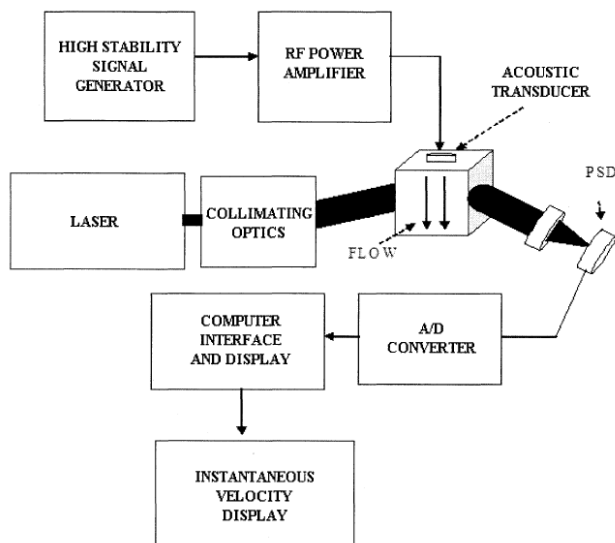 HIGH STABILITY
SIGNAL
GENERATOR
RF POWER
AMPLIFIER
ACOUSTIC
TRANSDUCER
PSD
LASER
COLLIMATING
OPTICS
FLOW
COMPUTER
INTERFACE
AND DISPLAY
A/D
CONVERTER
INSTANTANEOUS
VELOCITY
DISPLAY